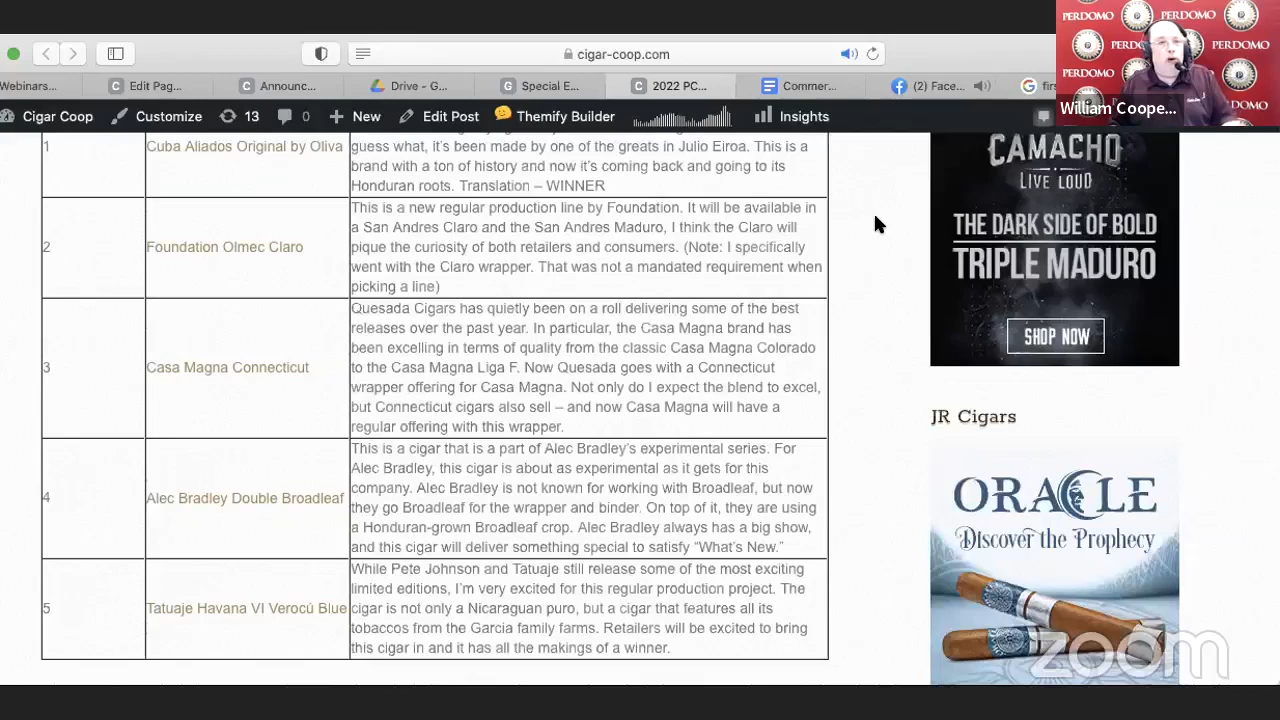 cigar-coop.com
Webinars...
Edit Pag...
Announc...
Drive - G...
Special E...
2022 PC...
Commer...
(2) Face...
firs
Cigar Coop
Customize
13
0
New
Edit Post
Themify Builder
Insights
PERDOMO
PERDOMO
PERDOMO
PERDOMO
PERDOMO
William Coope...
1
Cuba Aliados Original by Oliva
guess what, it's been made by one of the greats in Julio Eiroa. This is a
brand with a ton of history and now it's coming back and going to its
Honduran roots. Translation – WINNER
2
Foundation Olmec Claro
This is a new regular production line by Foundation. It will be available in
a San Andres Claro and the San Andres Maduro, I think the Claro will
pique the curiosity of both retailers and consumers. (Note: I specifically
went with the Claro wrapper. That was not a mandated requirement when
picking a line)
3
Casa Magna Connecticut
Quesada Cigars has quietly been on a roll delivering some of the best
releases over the past year. In particular, the Casa Magna brand has
been excelling in terms of quality from the classic Casa Magna Colorado
to the Casa Magna Liga F. Now Quesada goes with a Connecticut
wrapper offering for Casa Magna. Not only do I expect the blend to excel,
but Connecticut cigars also sell – and now Casa Magna will have a
regular offering with this wrapper.
4
Alec Bradley Double Broadleaf
This is a cigar that is a part of Alec Bradley's experimental series. For
Alec Bradley, this cigar is about as experimental as it gets for this
company. Alec Bradley is not known for working with Broadleaf, but now
they go Broadleaf for the wrapper and binder. On top of it, they are using
a Honduran-grown Broadleaf crop. Alec Bradley always has a big show,
and this cigar will deliver something special to satisfy “What's New.”
5
Tatuaje Havana VI Verocú Blue
While Pete Johnson and Tatuaje still release some of the most exciting
limited editions, I'm very excited for this regular production project. The
cigar is not only a Nicaraguan puro, but a cigar that features all its
tobaccos from the Garcia family farms. Retailers will be excited to bring
this cigar in and it has all the makings of a winner.
CAMACHO
LIVE LOUD
THE DARK SIDE OF BOLD
TRIPLE MADURO
SHOP NOW
JR Cigars
ORACLE
Discover the Prophecy
zoom